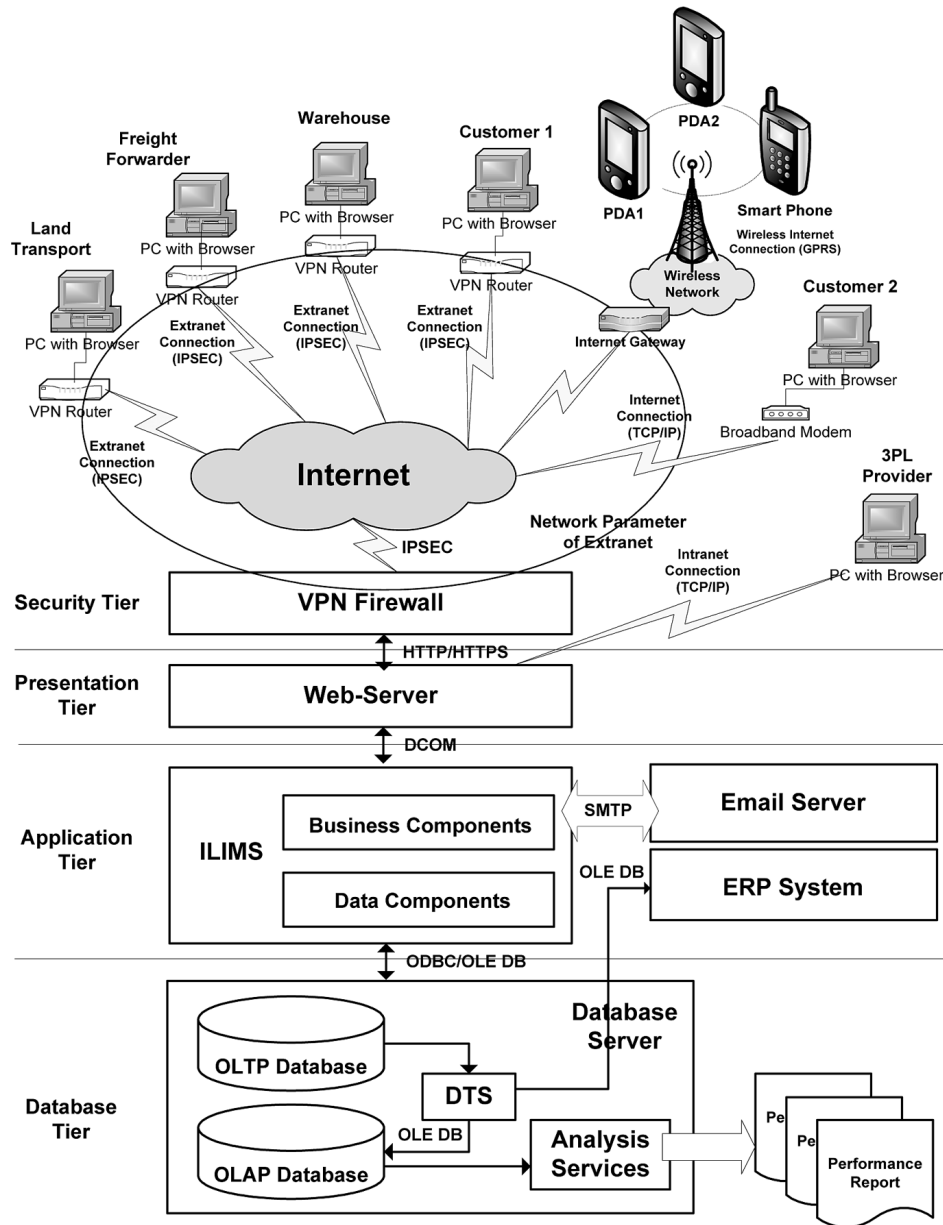 PDA2
PDA1
Smart Phone
Wireless Internet
Connection (GPRS)
Wireless
Network
Warehouse
PC with Browser
VPN Router
Customer 1
PC with Browser
VPN Router
Freight
Forwarder
PC with Browser
VPN Router
Land
Transport
PC with Browser
VPN Router
Extranet
Connection
(IPSEC)
Extranet
Connection
(IPSEC)
Extranet
Connection
(IPSEC)
Extranet
Connection
(IPSEC)
Internet Gateway
Customer 2
PC with Browser
Broadband Modem
Internet
Connection
(TCP/IP)
3PL
Provider
PC with Browser
Intranet
Connection
(TCP/IP)
Internet
Network Parameter
of Extranet
IPSEC
Security Tier
VPN Firewall
HTTP/HTTPS
Presentation
Tier
Web-Server
DCOM
Application
Tier
ILIMS
Business Components
Data Components
SMTP
Email Server
OLE DB
ERP System
ODBC/OLE DB
Database
Tier
Database
Server
OLTP Database
DTS
OLE DB
OLAP Database
Analysis
Services
Pe
Pe
Performance
Report